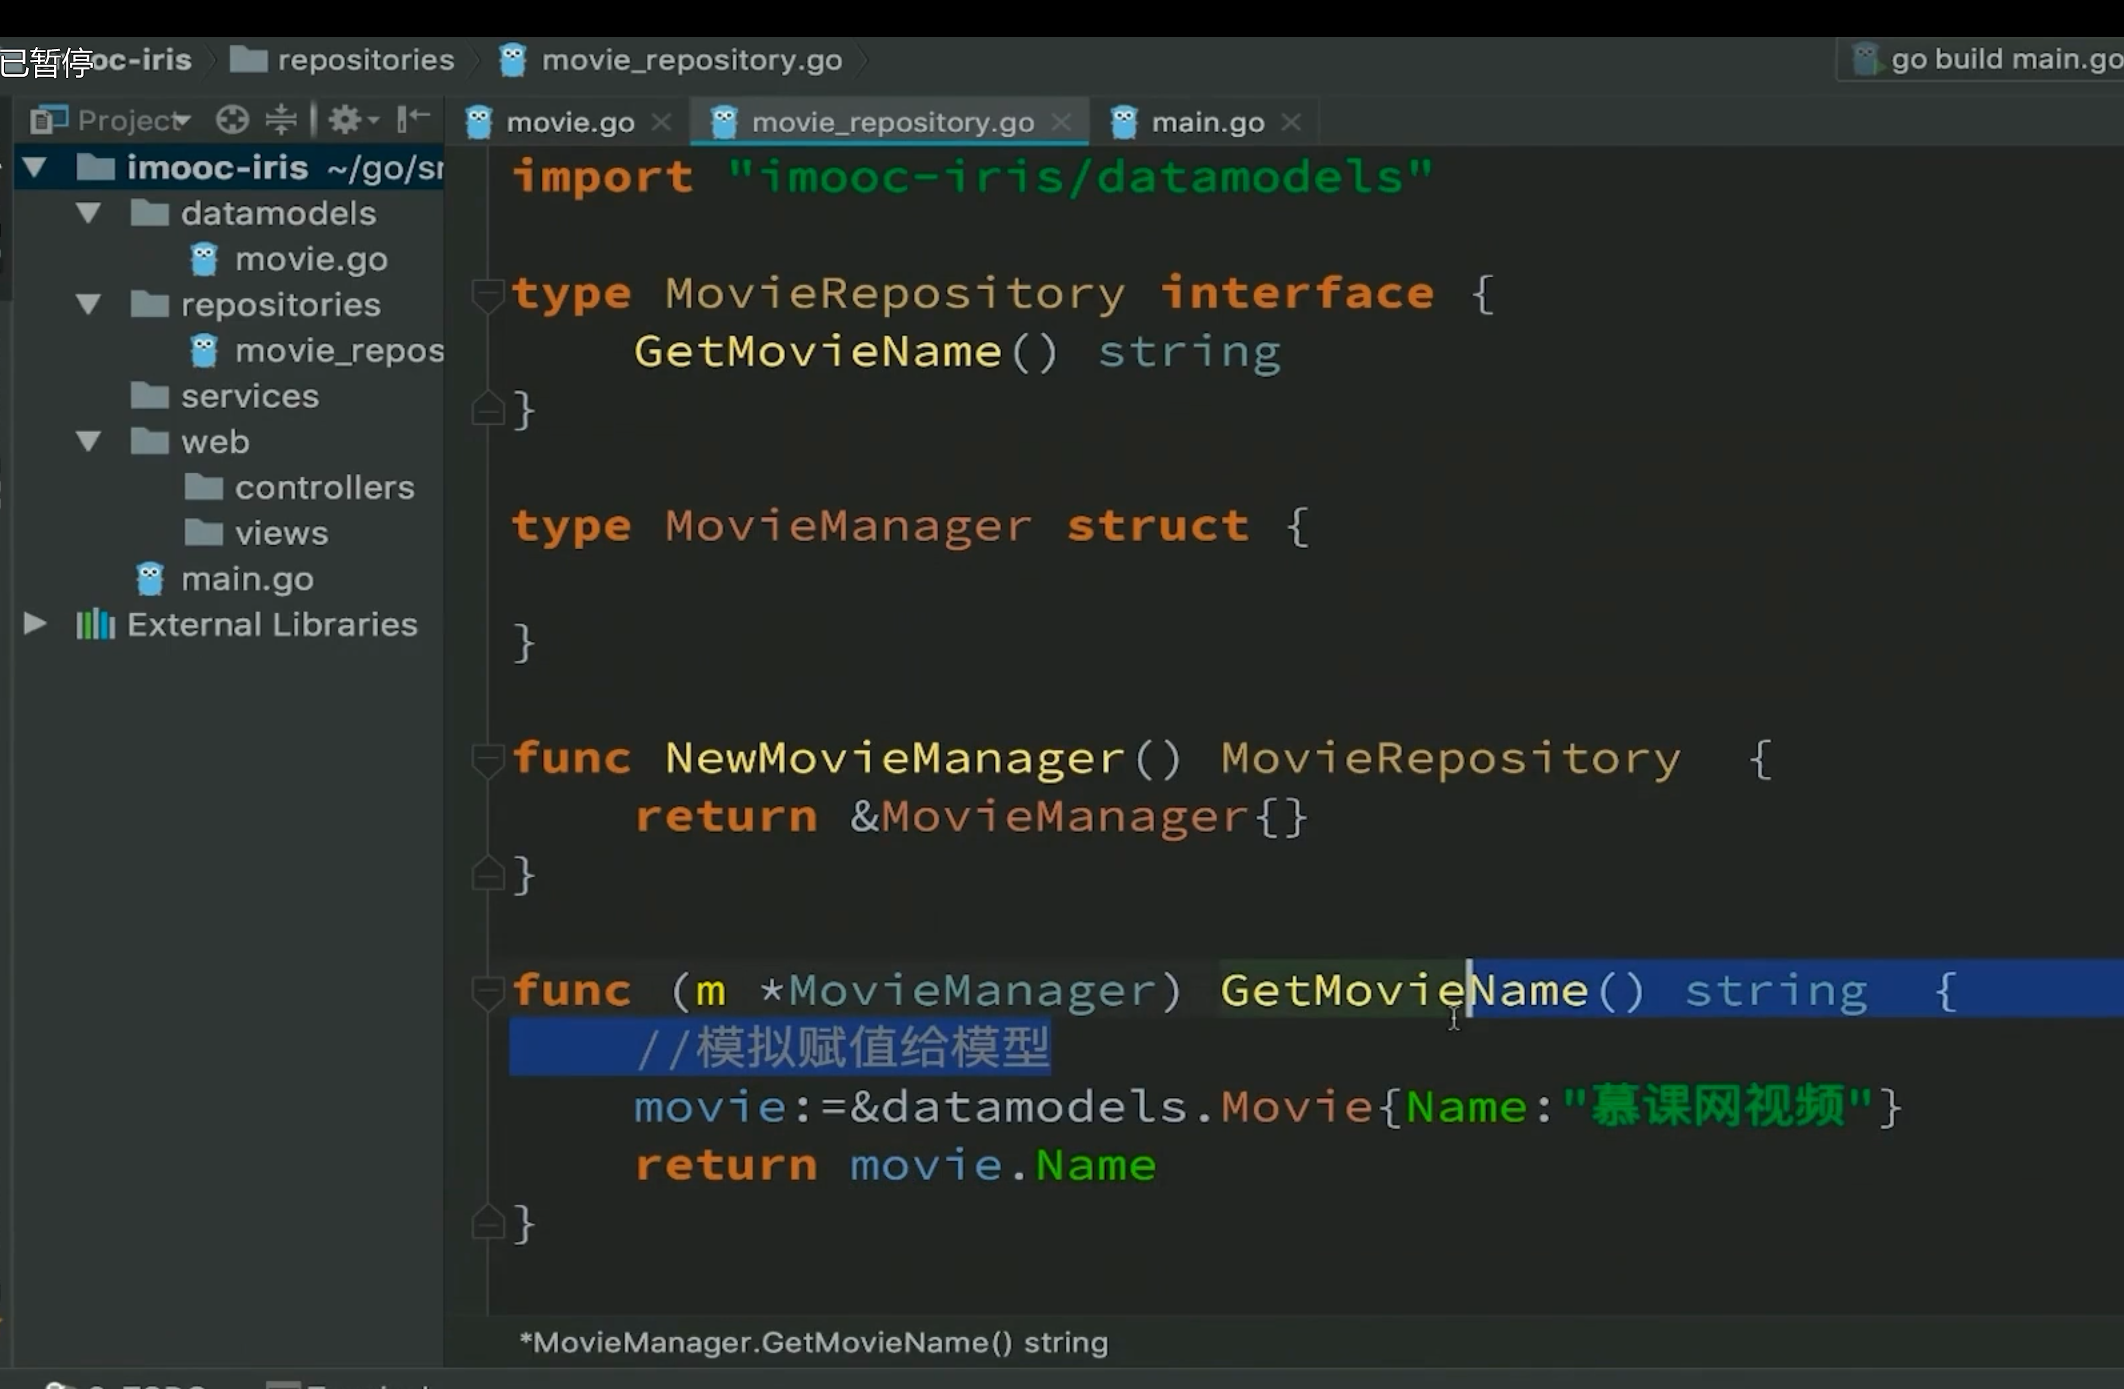 已暂停
oc-iris
repositories
movie_repository.go
go build main.go
Project
movie.go
movie_repository.go
main.go
imooc-iris ~/go/sr
datamodels
movie.go
repositories
movie_repos
services
web
controllers
views
main.go
External Libraries
import "imooc-iris/datamodels"
type MovieRepository interface {
GetMovieName() string
}
type MovieManager struct {
}
func NewMovieManager() MovieRepository {
return &MovieManager{}
}
func (m *MovieManager) GetMovieName() string {
//模拟赋值给模型
movie:=&datamodels.Movie{Name:"慕课网视频"}
return movie.Name
}
*MovieManager.GetMovieName() string